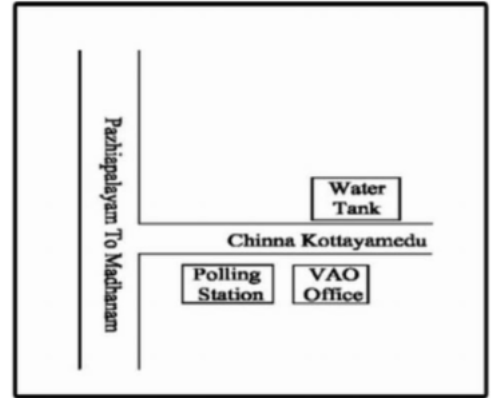 Pazhiapalayam To Madhanam
Water
Tank
Chinna Kottayamedu
Polling
Station
VAO
Office